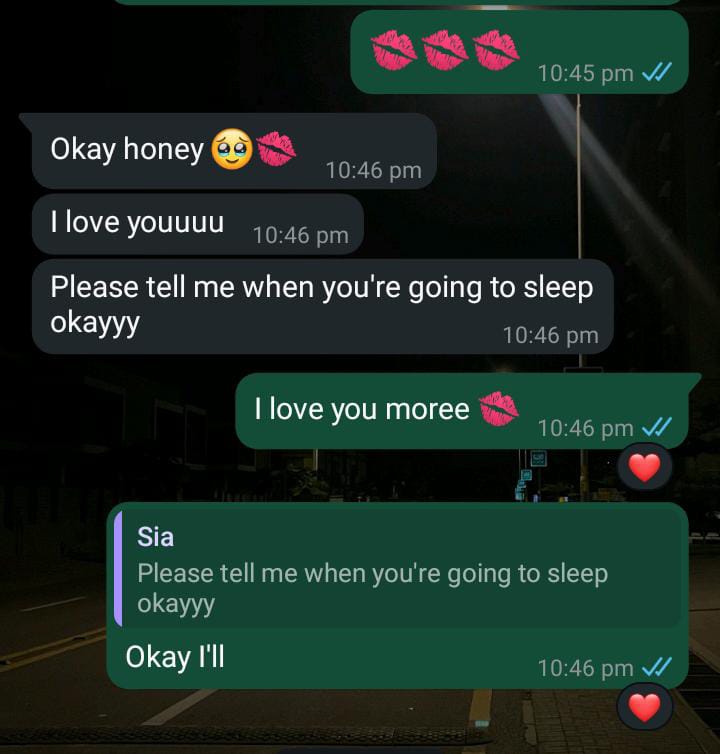 💋💋💋 10:45 pm
Okay honey 🥹💋 10:46 pm
I love youuuu 10:46 pm
Please tell me when you're going to sleep
okayyy 10:46 pm
I love you moree 💋 10:46 pm
❤️
Sia
Please tell me when you're going to sleep
okayyy
Okay I'll 10:46 pm
❤️